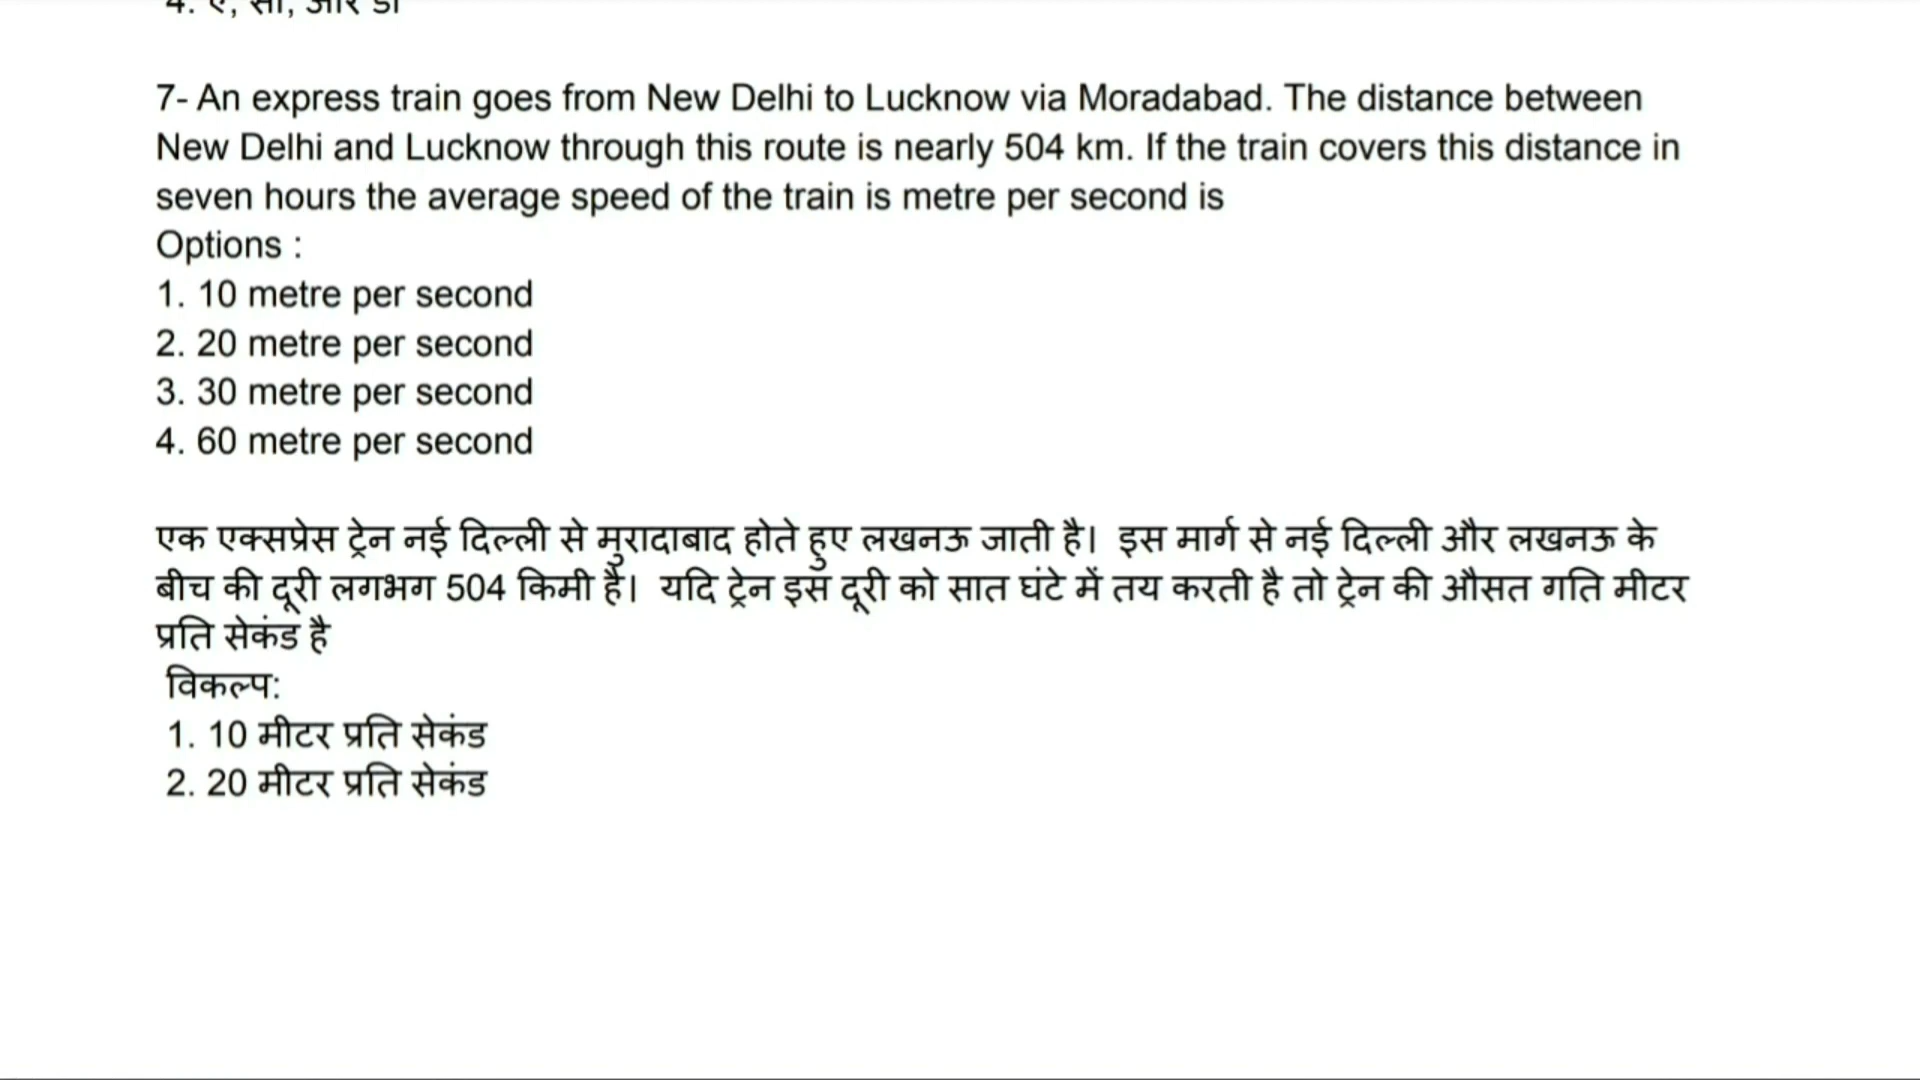 4. ए, सी, और डी
7- An express train goes from New Delhi to Lucknow via Moradabad. The distance between
New Delhi and Lucknow through this route is nearly 504 km. If the train covers this distance in
seven hours the average speed of the train is metre per second is
Options :
1. 10 metre per second
2. 20 metre per second
3. 30 metre per second
4. 60 metre per second
एक एक्सप्रेस ट्रेन नई दिल्ली से मुरादाबाद होते हुए लखनऊ जाती है। इस मार्ग से नई दिल्ली और लखनऊ के
बीच की दूरी लगभग 504 किमी है। यदि ट्रेन इस दूरी को सात घंटे में तय करती है तो ट्रेन की औसत गति मीटर
प्रति सेकंड है
विकल्प:
1. 10 मीटर प्रति सेकंड
2. 20 मीटर प्रति सेकंड